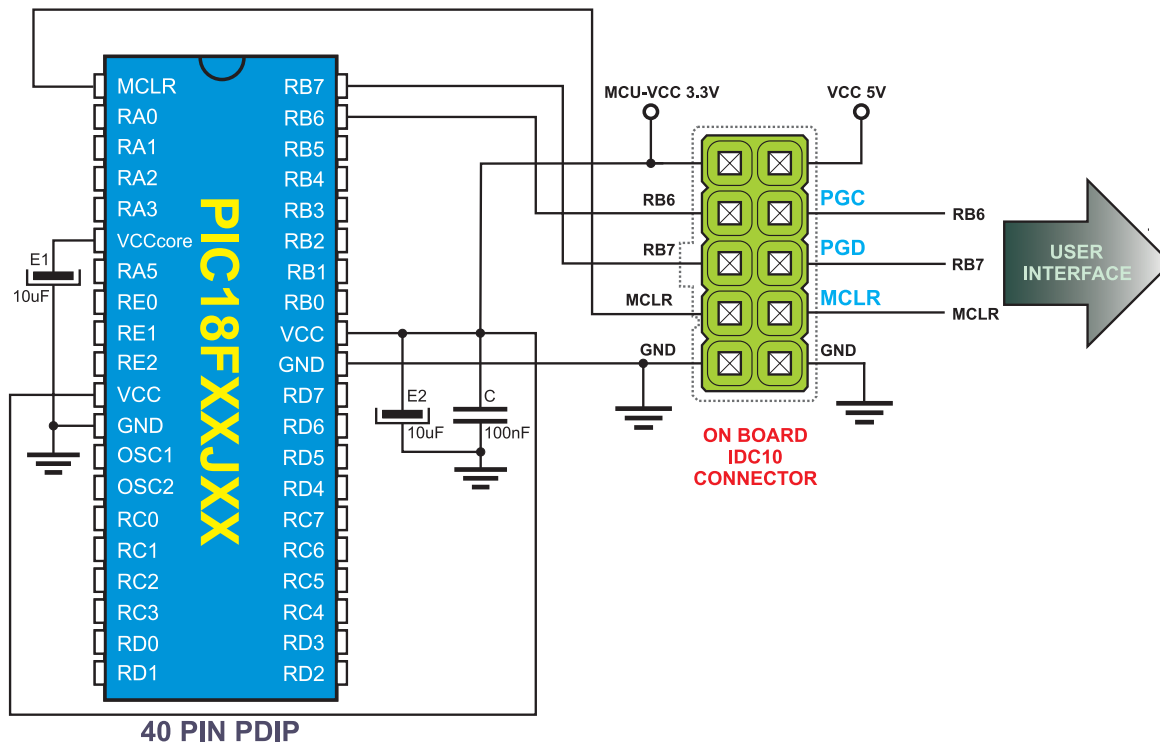 MCLR
RA0
RA1
RA2
RA3
VCCcore
RA5
RE0
RE1
RE2
VCC
GND
OSC1
OSC2
RC0
RC1
RC2
RC3
RD0
RD1
PIC18FXXJXX
RB7
RB6
RB5
RB4
RB3
RB2
RB1
RB0
VCC
GND
RD7
RD6
RD5
RD4
RC7
RC6
RC5
RC4
RD3
RD2
40 PIN PDIP
E1
10uF
E2
10uF
C
100nF
MCU-VCC 3.3V
VCC 5V
RB6
RB7
MCLR
GND
PGC
PGD
MCLR
GND
RB6
RB7
MCLR
ON BOARD
IDC10
CONNECTOR
USER
INTERFACE